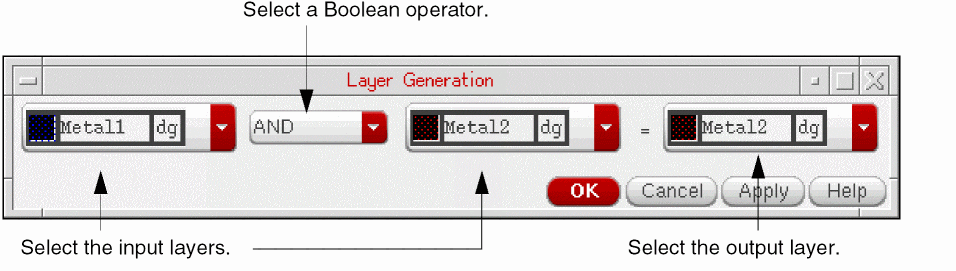 Select a Boolean operator.
Layer Generation
Metal1 dg AND Metal2 dg = Metal2 dg
OK Cancel Apply Help
Select the input layers. Select the output layer.